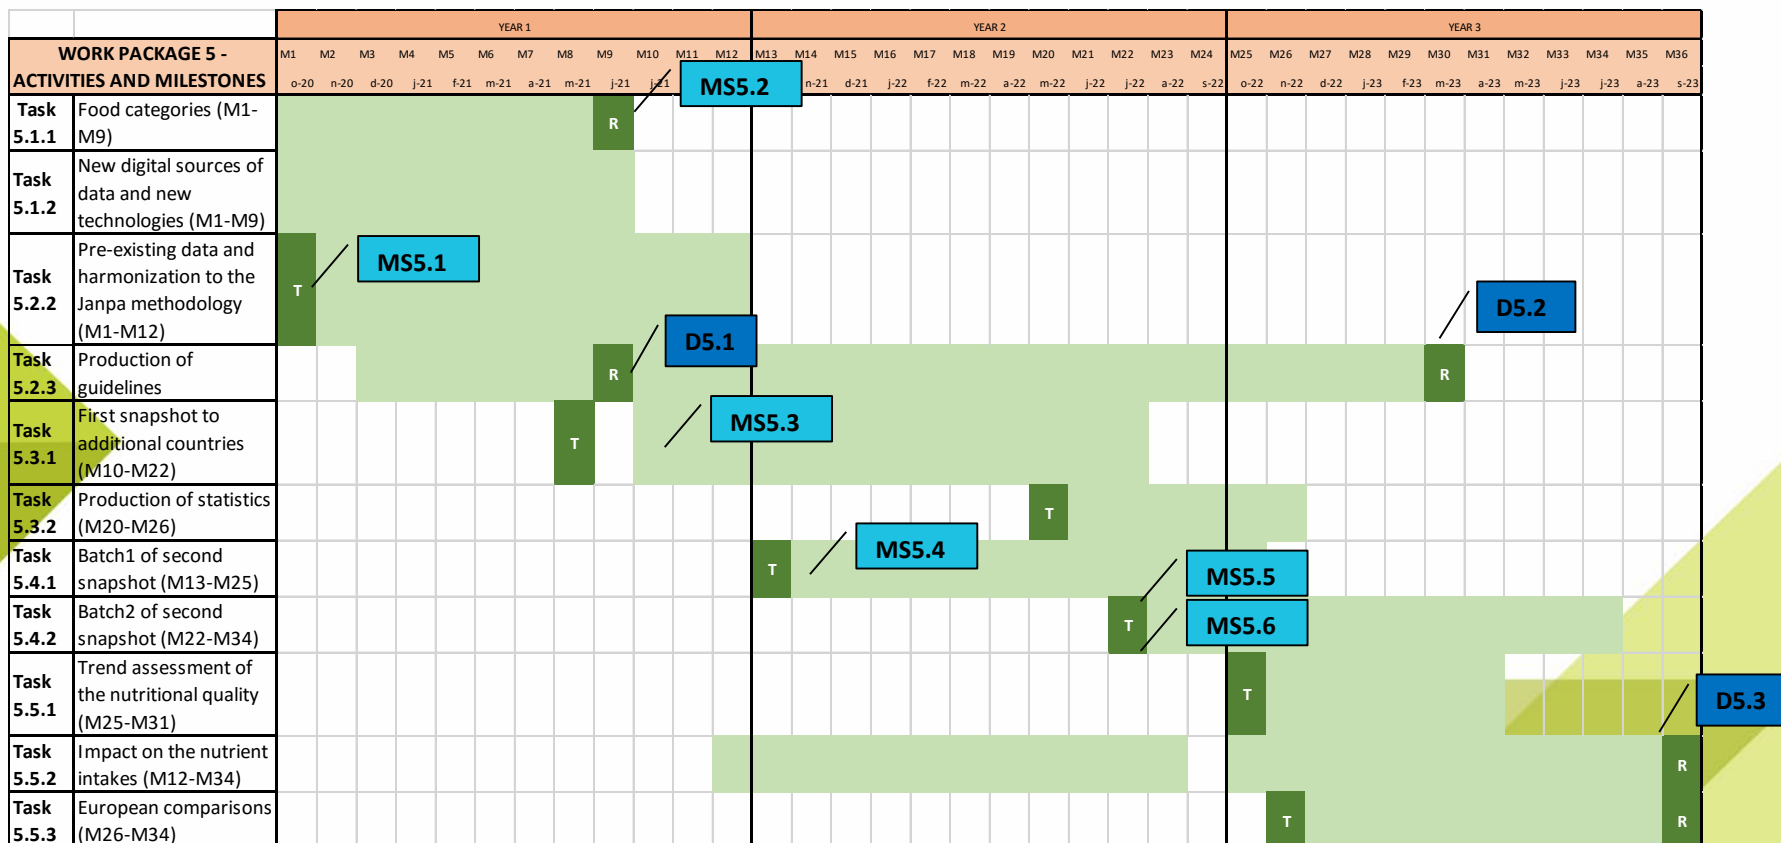 YEAR 1 YEAR 2 YEAR 3
WORK PACKAGE 5 -
ACTIVITIES AND MILESTONES
M1 M2 M3 M4 M5 M6 M7 M8 M9 M10 M11 M12 M13 M14 M15 M16 M17 M18 M19 M20 M21 M22 M23 M24 M25 M26 M27 M28 M29 M30 M31 M32 M33 M34 M35 M36
o-20 n-20 d-20 j-21 f-21 m-21 a-21 m-21 j-21 j-21 n-21 d-21 j-22 f-22 m-22 a-22 m-22 j-22 j-22 a-22 s-22 o-22 n-22 d-22 j-23 f-23 m-23 a-23 m-23 j-23 j-23 a-23 s-23
MS5.2
Task
5.1.1
Food categories (M1-
M9)
R
Task
5.1.2
New digital sources of
data and new
technologies (M1-M9)
Task
5.2.2
Pre-existing data and
harmonization to the
Janpa methodology
(M1-M12)
T
MS5.1
D5.1
D5.2
Task
5.2.3
Production of
guidelines
R
R
Task
5.3.1
First snapshot to
additional countries
(M10-M22)
T
MS5.3
Task
5.3.2
Production of statistics
(M20-M26)
T
Task
5.4.1
Batch1 of second
snapshot (M13-M25)
T
MS5.4
MS5.5
Task
5.4.2
Batch2 of second
snapshot (M22-M34)
T
MS5.6
Task
5.5.1
Trend assessment of
the nutritional quality
(M25-M31)
T
D5.3
Task
5.5.2
Impact on the nutrient
intakes (M12-M34)
R
Task
5.5.3
European comparisons
(M26-M34)
T
R